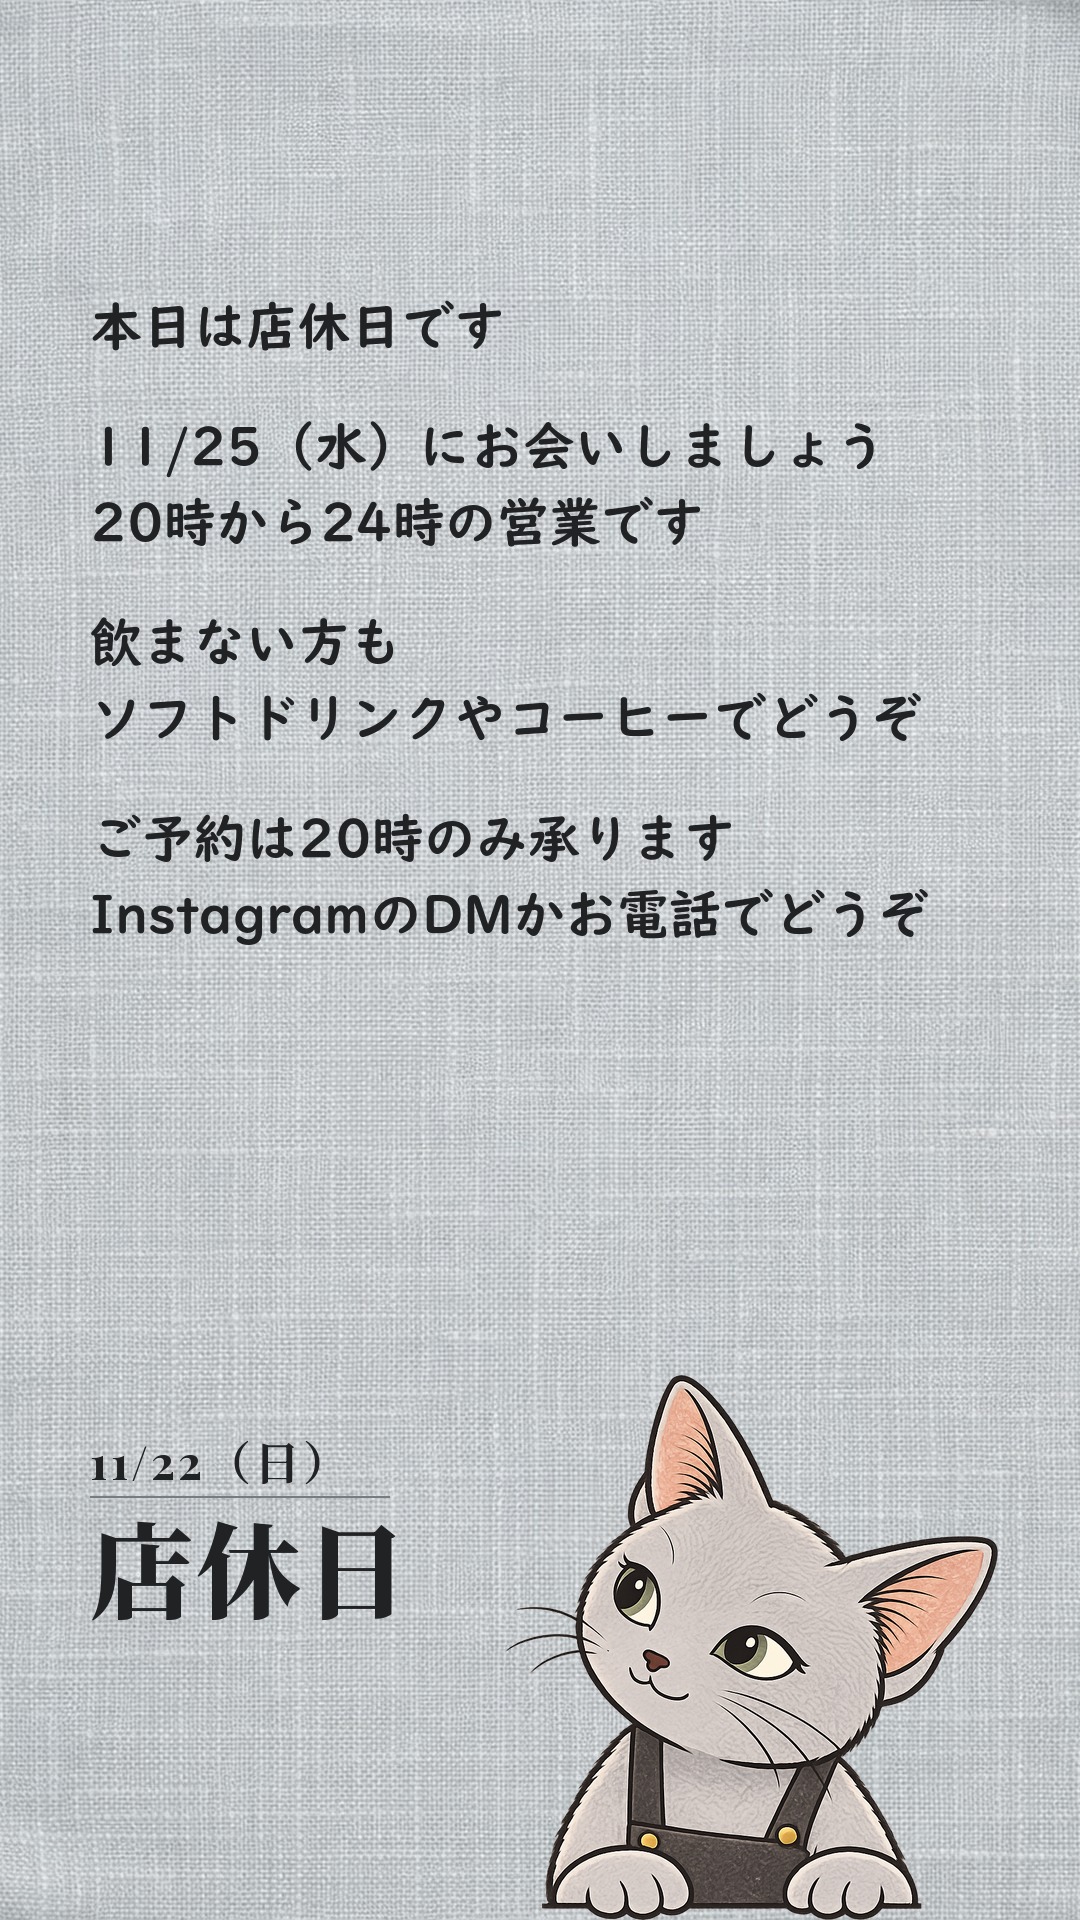 本日は店休日です
11/25（水）にお会いしましょう
20時から24時の営業です
飲まない方も
ソフトドリンクやコーヒーでどうぞ
ご予約は20時のみ承ります
InstagramのDMかお電話でどうぞ
11/22（日）
店休日